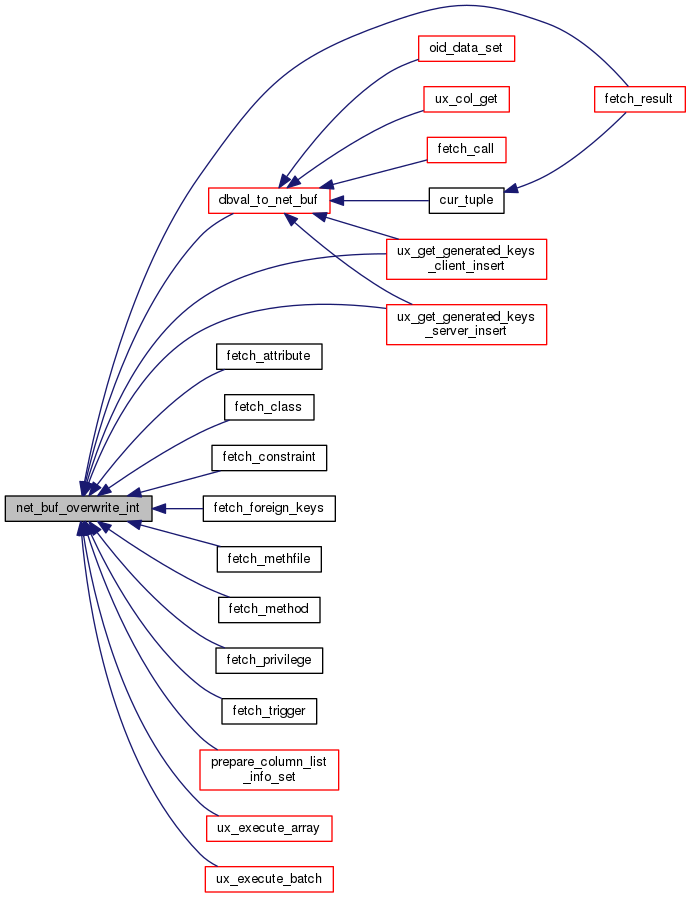 oid_data_set
ux_col_get
fetch_result
fetch_call
dbval_to_net_buf
cur_tuple
ux_get_generated_keys
_client_insert
ux_get_generated_keys
_server_insert
fetch_attribute
fetch_class
fetch_constraint
net_buf_overwrite_int
fetch_foreign_keys
fetch_methfile
fetch_method
fetch_privilege
fetch_trigger
prepare_column_list
_info_set
ux_execute_array
ux_execute_batch